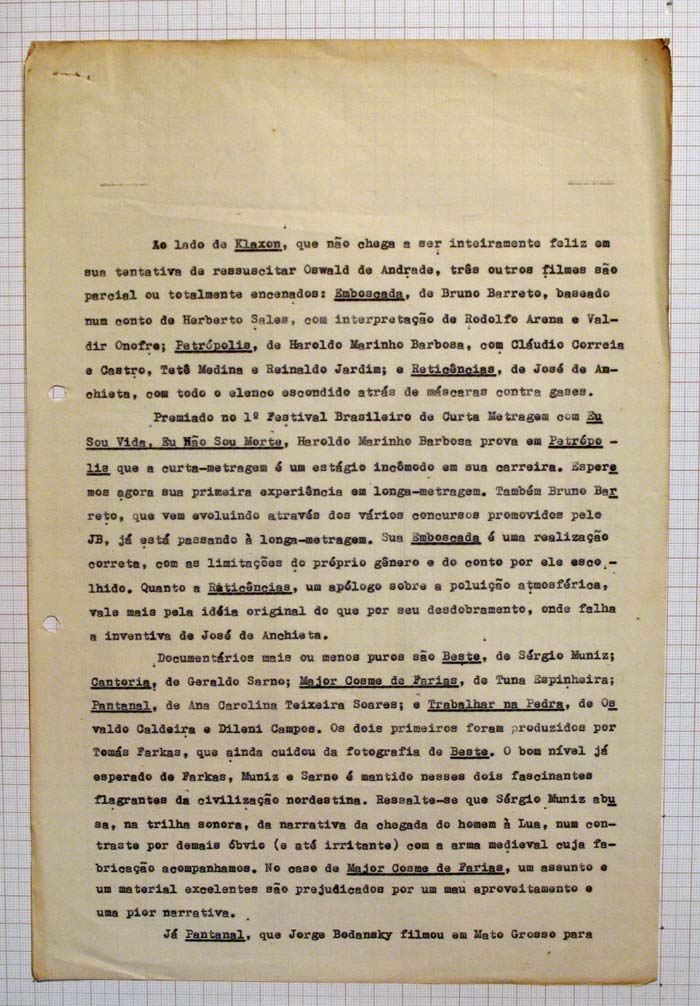 Ao lado de Klaxon, que não chega a ser inteiramente feliz em
sua tentativa de ressuscitar Oswald de Andrade, três outros filmes são
parcial ou totalmente encenados: Emboscada, de Bruno Barreto, baseado
num conto de Herberto Sales, com interpretação de Rodolfo Arena e Val-
dir Onofre; Petrópolis, de Haroldo Marinho Barbosa, com Cláudio Correia
e Castro, Tetê Medina e Reinaldo Jardim; e Reticências, de José de An-
chieta, com todo o elenco escondido atrás de máscaras contra gases.
Premiado no 1º Festival Brasileiro de Curta Metragem com Eu
Sou Vida, Eu Não Sou Morte, Haroldo Marinho Barbosa prova em Petrópo-
lis que a curta-metragem é um estágio incômodo em sua carreira. Espere
mos agora sua primeira experiência em longa-metragem. Também Bruno Bar
reto, que vem evoluindo através dos vários concursos promovidos pelo
JB, já está passando à longa-metragem. Sua Emboscada é uma realização
correta, com as limitações do próprio gênero e do conto por ele esco-
lhido. Quanto a Reticências, um apólogo sobre a poluição atmosférica,
vale mais pela idéia original do que por seu desdobramento, onde falha
a inventiva de José de Anchieta.
Documentários mais ou menos puros são Beste, de Sérgio Muniz;
Cantoria, de Geraldo Sarno; Major Cosme de Farias, de Tuna Espinheira;
Pantanal, de Ana Carolina Teixeira Soares; e Trabalhar na Pedra, de Os
valdo Caldeira e Dileni Campos. Os dois primeiros foram produzidos por
Tomás Farkas, que ainda cuidou da fotografia de Beste. O bom nível já
esperado de Farkas, Muniz e Sarno é mantido nesses dois fascinantes
flagrantes da civilização nordestina. Ressalte-se que Sérgio Muniz abu
sa, na trilha sonora, da narrativa da chegada do homem à Lua, num con-
traste por demais óbvio (e até irritante) com a arma medieval cuja fa-
bricação acompanhamos. No caso de Major Cosme de Farias, um assunto e
um material excelentes são prejudicados por um mau aproveitamento e
uma pior narrativa.
Já Pantanal, que Jorge Bodansky filmou em Mato Grosso para